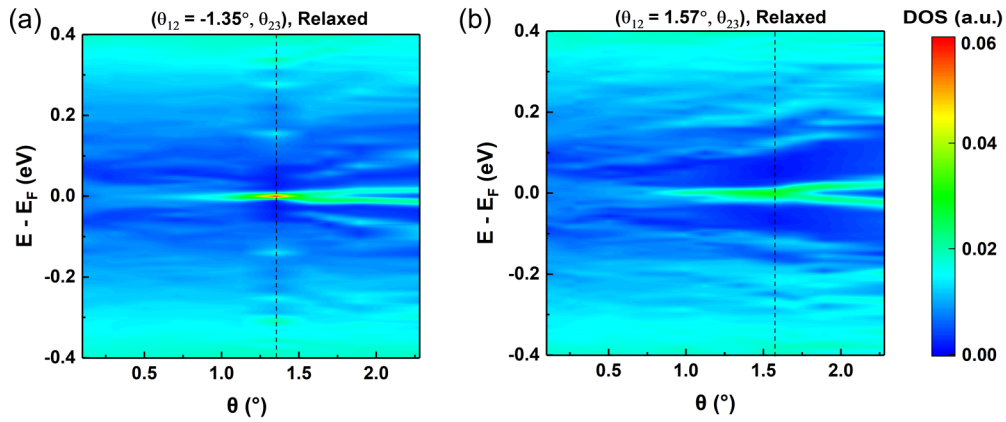 (a)
(θ₁₂ = -1.35°, θ₂₃), Relaxed
0.4
0.2
0.0
-0.2
-0.4
E - E_F (eV)
0.5 1.0 1.5 2.0
θ (°)
(b)
(θ₁₂ = 1.57°, θ₂₃), Relaxed
0.4
0.2
0.0
-0.2
-0.4
E - E_F (eV)
0.5 1.0 1.5 2.0
θ (°)
DOS (a.u.)
0.06
0.04
0.02
0.00